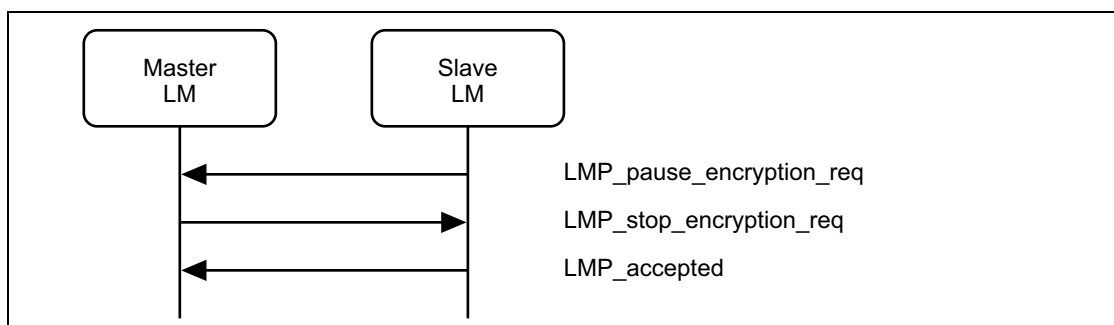 Master
LM
Slave
LM
LMP_pause_encryption_req
LMP_stop_encryption_req
LMP_accepted